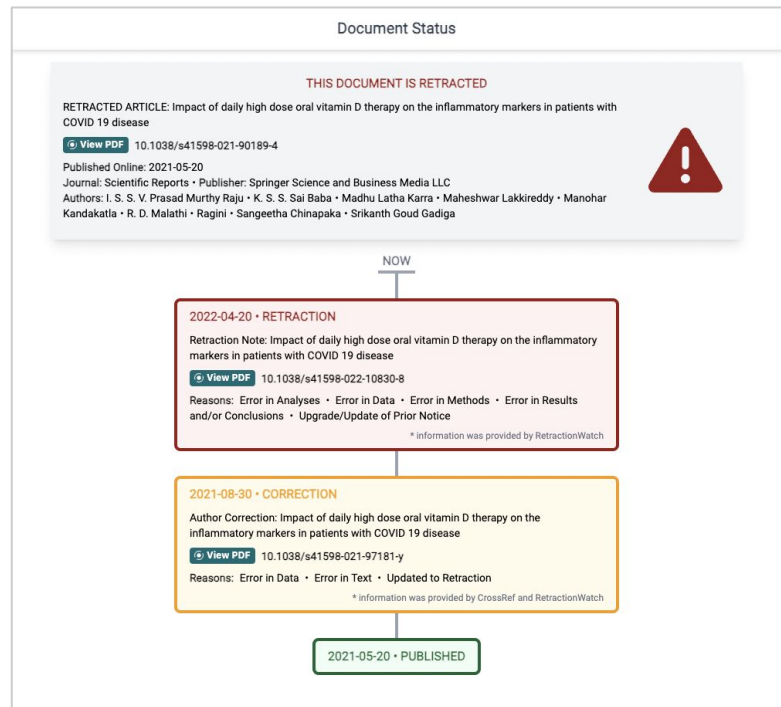 Document Status
THIS DOCUMENT IS RETRACTED
RETRACTED ARTICLE: Impact of daily high dose oral vitamin D therapy on the inflammatory markers in patients with
COVID 19 disease
View PDF 10.1038/s41598-021-90189-4
Published Online: 2021-05-20
Journal: Scientific Reports • Publisher: Springer Science and Business Media LLC
Authors: I. S. S. V. Prasad Murthy Raju • K. S. S. Sai Baba • Madhu Latha Karra • Maheshwar Lakkireddy • Manohar
Kandakatla • R. D. Malathi • Ragini • Sangeetha Chinapaka • Srikanth Goud Gadiga
NOW
2022-04-20 • RETRACTION
Retraction Note: Impact of daily high dose oral vitamin D therapy on the inflammatory
markers in patients with COVID 19 disease
View PDF 10.1038/s41598-022-10830-8
Reasons: Error in Analyses • Error in Data • Error in Methods • Error in Results
and/or Conclusions • Upgrade/Update of Prior Notice
* information was provided by RetractionWatch
2021-08-30 • CORRECTION
Author Correction: Impact of daily high dose oral vitamin D therapy on the
inflammatory markers in patients with COVID 19 disease
View PDF 10.1038/s41598-021-97181-y
Reasons: Error in Data • Error in Text • Updated to Retraction
* information was provided by CrossRef and RetractionWatch
2021-05-20 • PUBLISHED